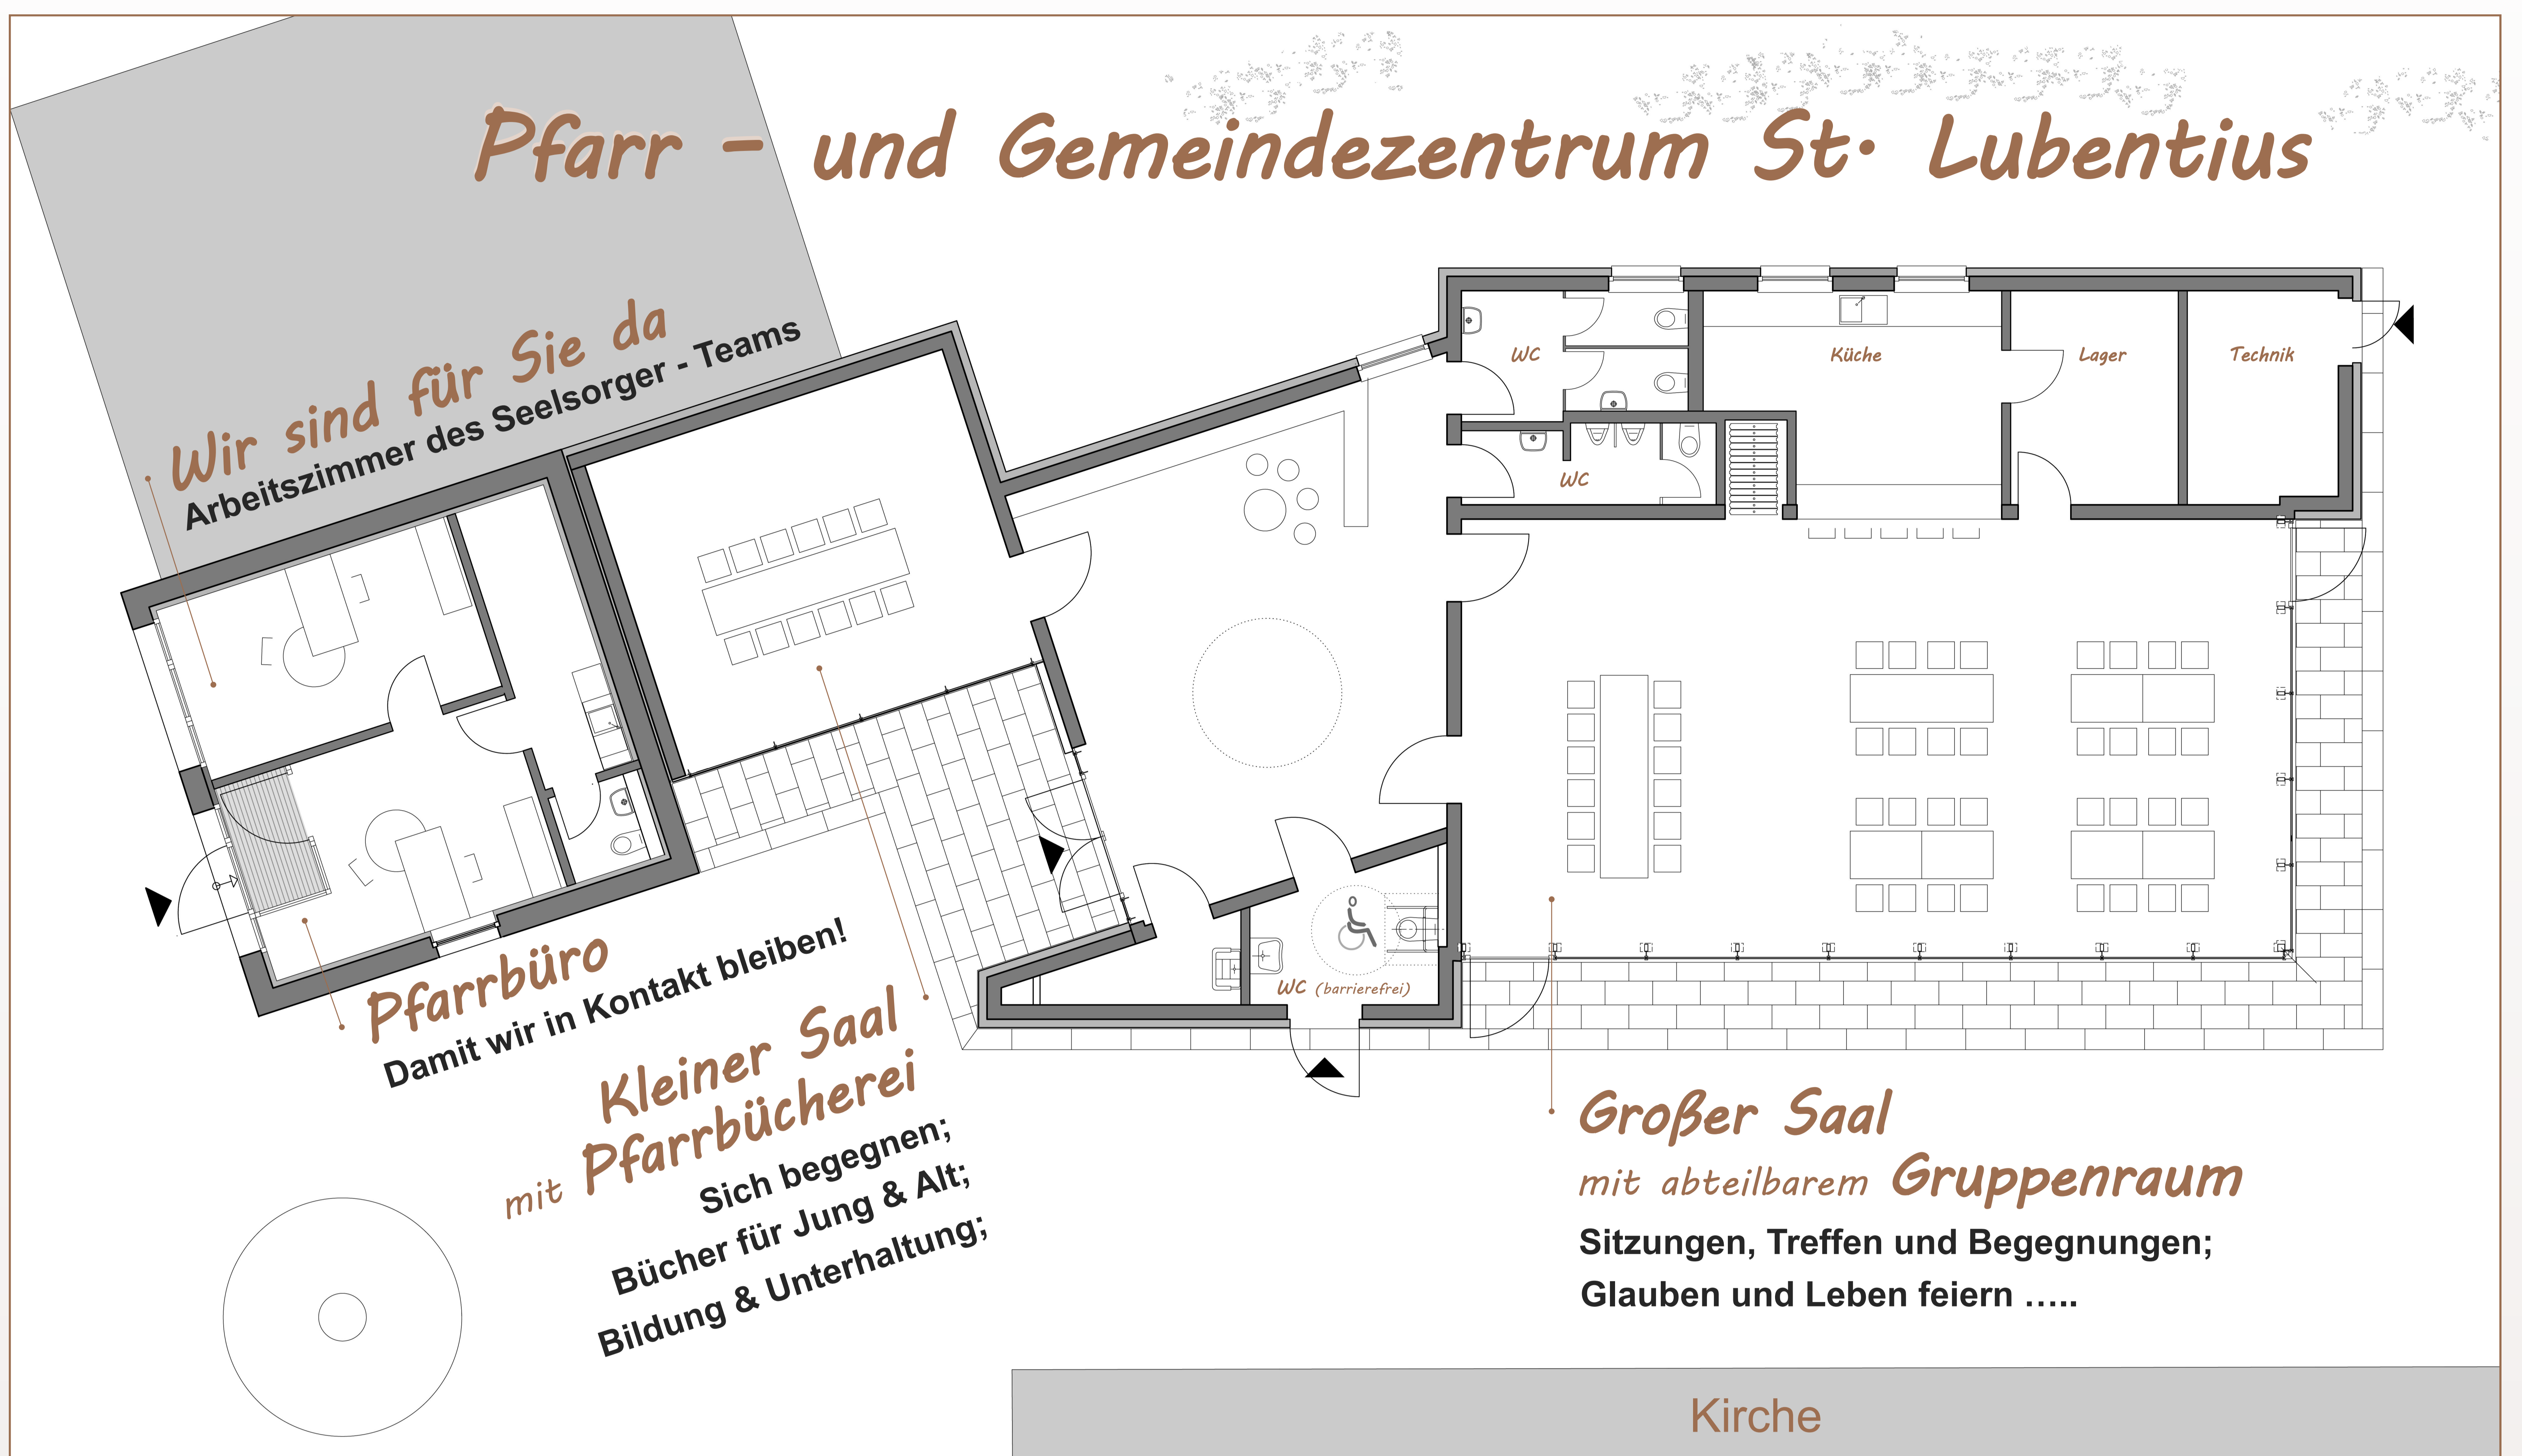 Pfarr - und Gemeindezentrum St. Lubentius
Wir sind für Sie da
Arbeitszimmer des Seelsorger - Teams
WC
Küche
Lager
Technik
WC
WC (barrierefrei)
Pfarrbüro
Damit wir in Kontakt bleiben!
Kleiner Saal
mit Pfarrbücherei
Sich begegnen;
Bücher für Jung & Alt;
Bildung & Unterhaltung;
Großer Saal
mit abteilbarem Gruppenraum
Sitzungen, Treffen und Begegnungen;
Glauben und Leben feiern …..
Kirche